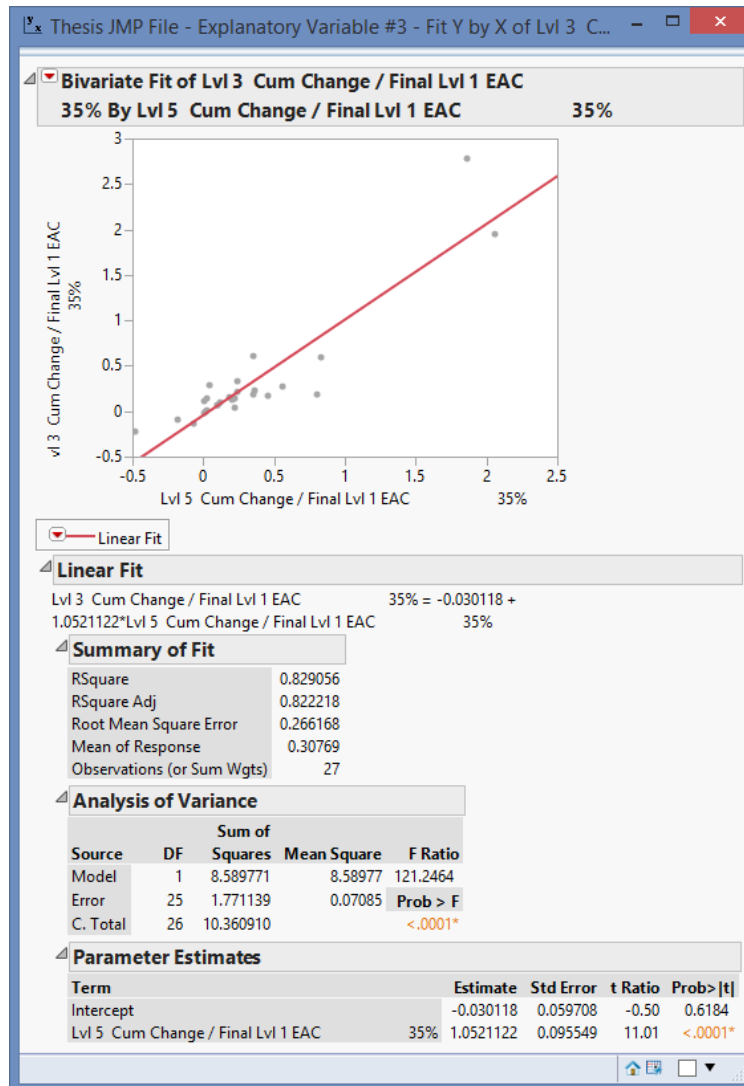 Thesis JMP File - Explanatory Variable #3 - Fit Y by X of Lvl 3 C...
Bivariate Fit of Lvl 3 Cum Change / Final Lvl 1 EAC
35% By Lvl 5 Cum Change / Final Lvl 1 EAC 35%
3
2.5
2
1.5
1
0.5
0
-0.5
vl 3 Cum Change / Final Lvl 1 EAC
35%
-0.5 0 0.5 1 1.5 2 2.5
Lvl 5 Cum Change / Final Lvl 1 EAC 35%
Linear Fit
Linear Fit
Lvl 3 Cum Change / Final Lvl 1 EAC 35% = -0.030118 +
1.0521122*Lvl 5 Cum Change / Final Lvl 1 EAC 35%
Summary of Fit
RSquare 0.829056
RSquare Adj 0.822218
Root Mean Square Error 0.266168
Mean of Response 0.30769
Observations (or Sum Wgts) 27
Analysis of Variance
Sum of
Source DF Squares Mean Square F Ratio
Model 1 8.589771 8.58977 121.2464
Error 25 1.771139 0.07085 Prob > F
C. Total 26 10.360910 <.0001*
Parameter Estimates
Term Estimate Std Error t Ratio Prob>|t|
Intercept -0.030118 0.059708 -0.50 0.6184
Lvl 5 Cum Change / Final Lvl 1 EAC 35% 1.0521122 0.095549 11.01 <.0001*